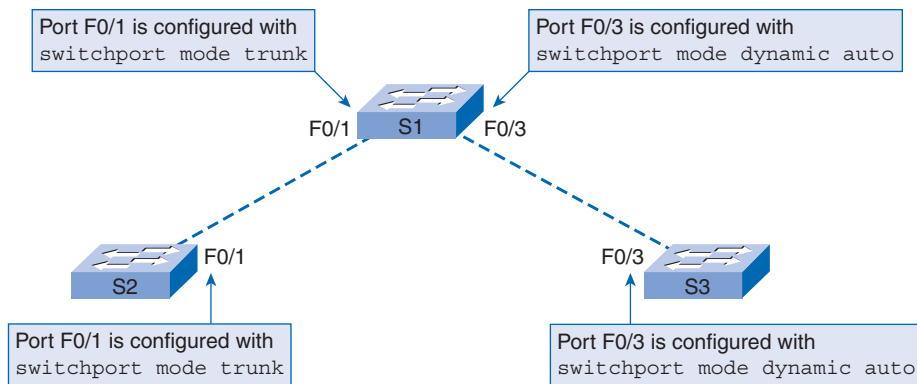 Port F0/1 is configured with
switchport mode trunk
Port F0/3 is configured with
switchport mode dynamic auto
F0/1
S1
F0/3
S2
F0/1
F0/3
S3
Port F0/1 is configured with
switchport mode trunk
Port F0/3 is configured with
switchport mode dynamic auto